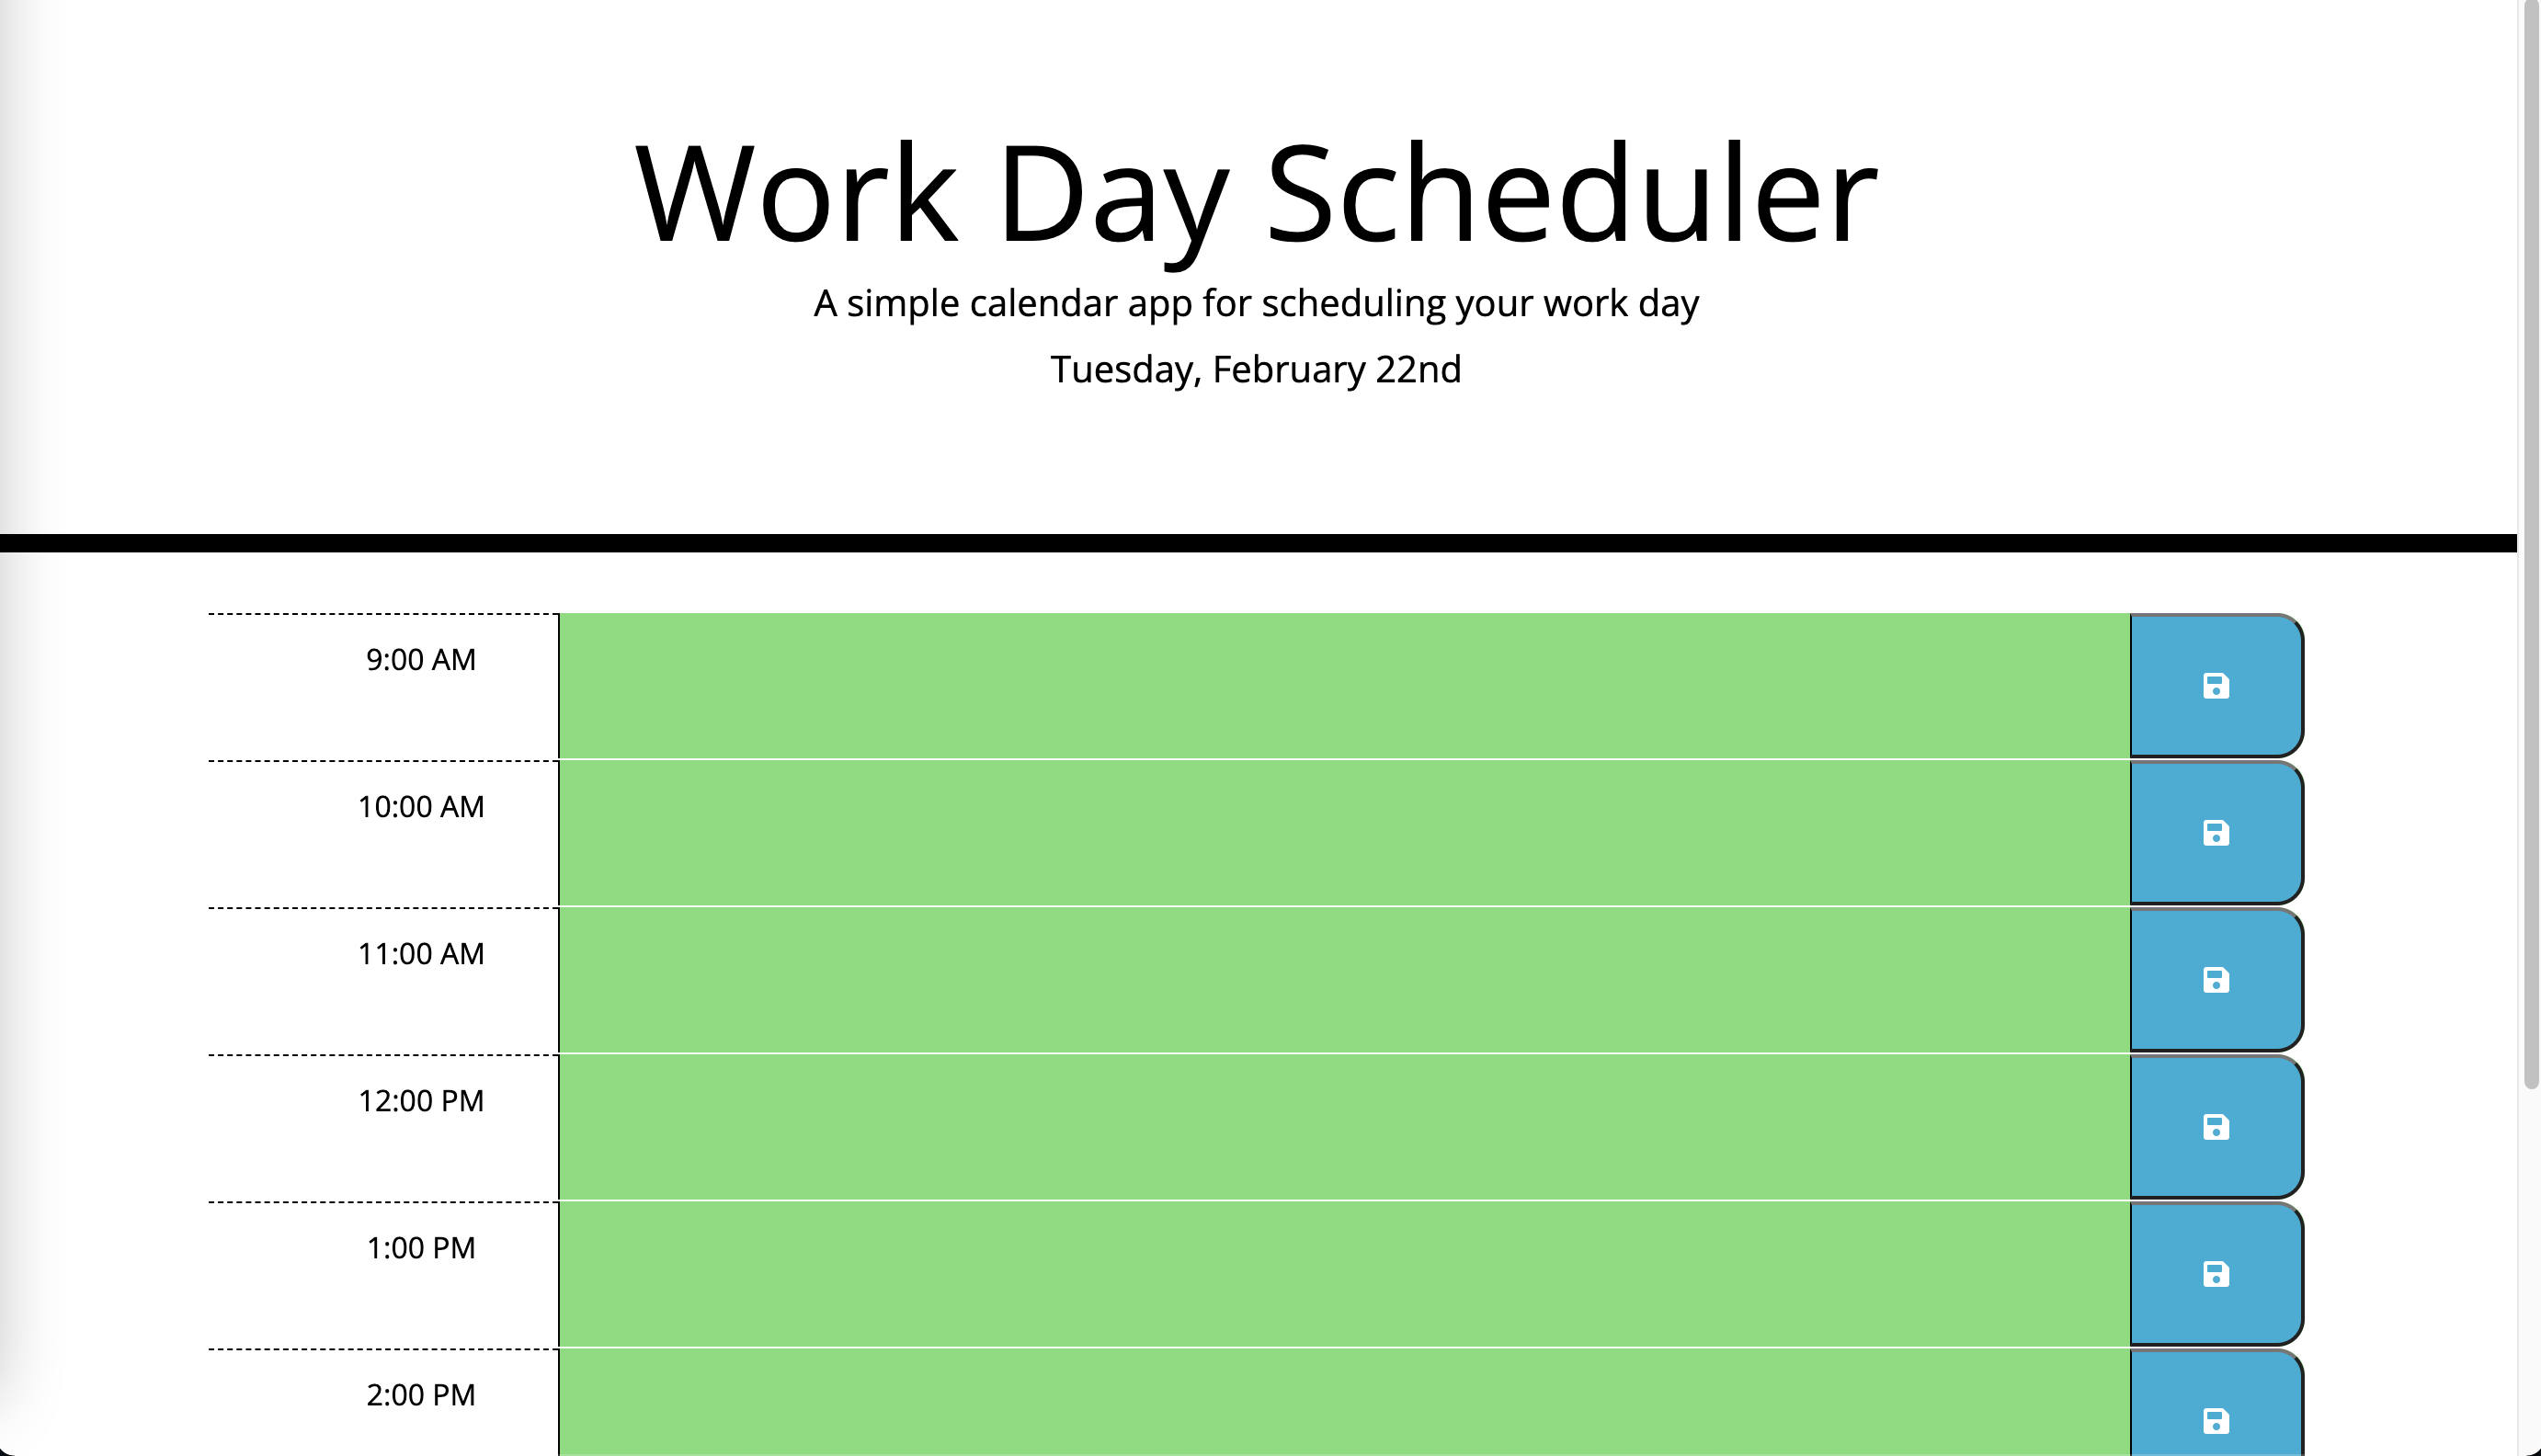 Work Day Scheduler
A simple calendar app for scheduling your work day
Tuesday, February 22nd
9:00 AM
10:00 AM
11:00 AM
12:00 PM
1:00 PM
2:00 PM